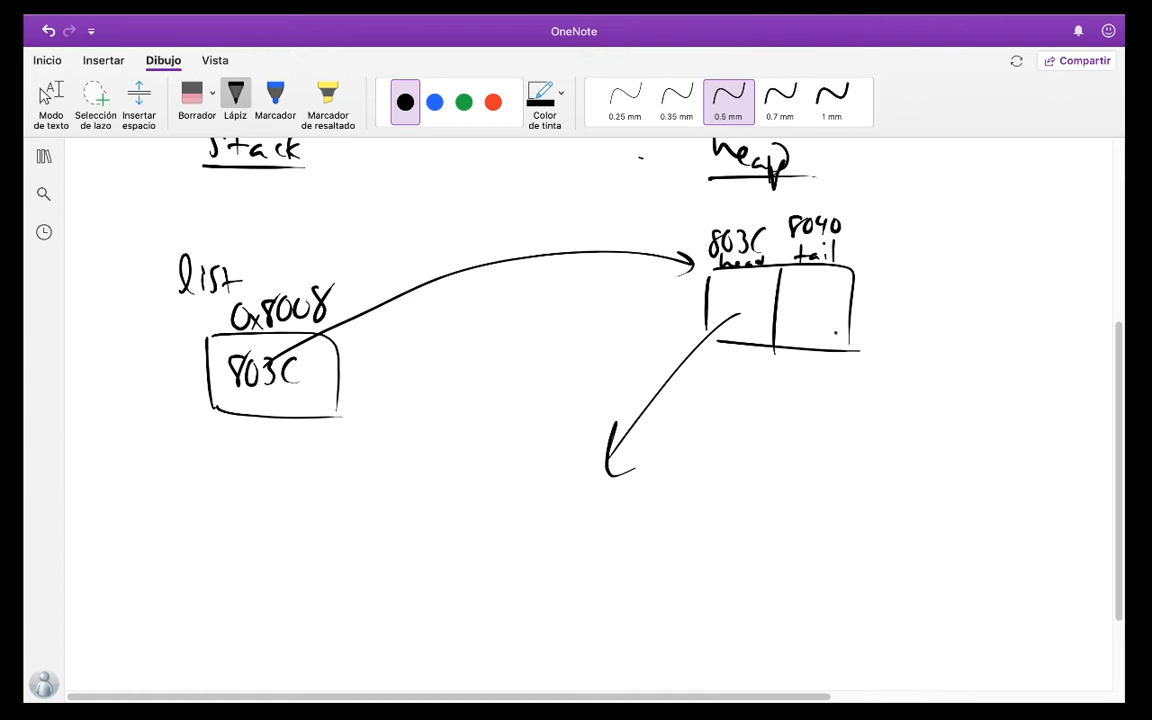 OneNote
Inicio Insertar Dibujo Vista
Compartir
Modo
de texto
Selección
de lazo
Insertar
espacio
Borrador
Lápiz
Marcador
Marcador
de resaltado
Color
de tinta
0.25 mm
0.35 mm
0.5 mm
0.7 mm
1 mm
Stack
heap
803C 8040
head tail
list
0x8008
803C